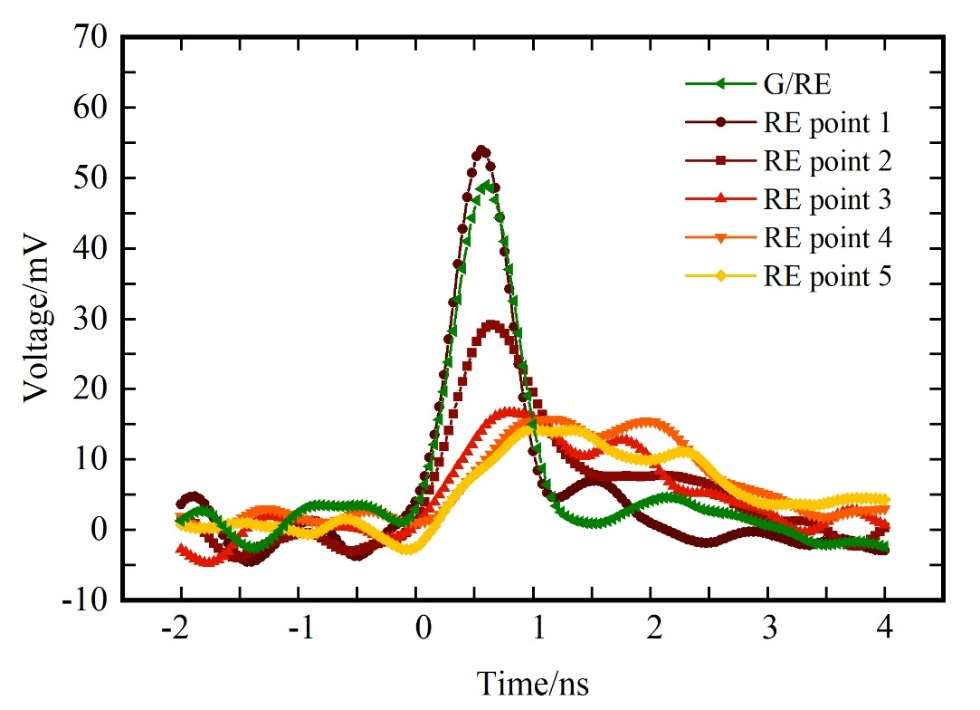 70
60
50
40
30
20
10
0
-10
Voltage/mV
G/RE
RE point 1
RE point 2
RE point 3
RE point 4
RE point 5
-2 -1 0 1 2 3 4
Time/ns